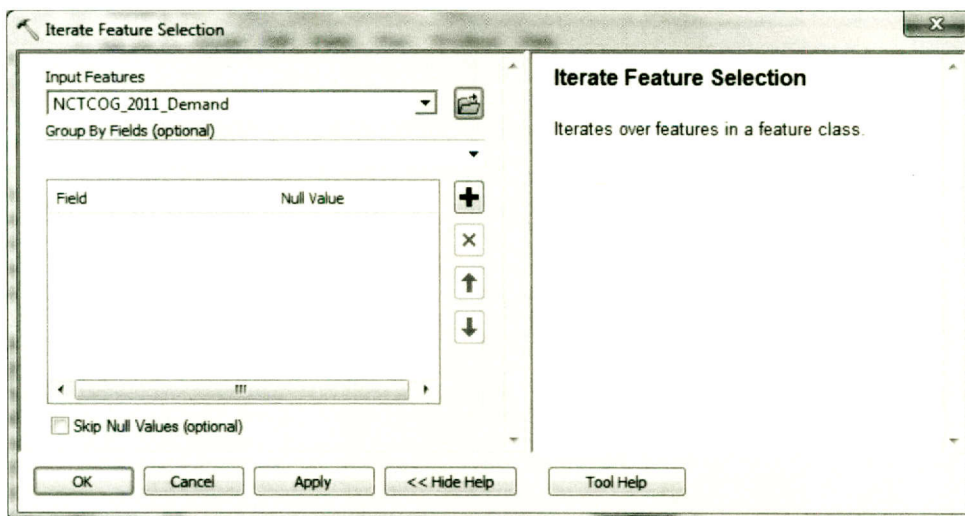 Iterate Feature Selection
Input Features
NCTCOG_2011_Demand
Group By Fields (optional)
Field Null Value
Skip Null Values (optional)
OK Cancel Apply << Hide Help Tool Help
Iterate Feature Selection
Iterates over features in a feature class.